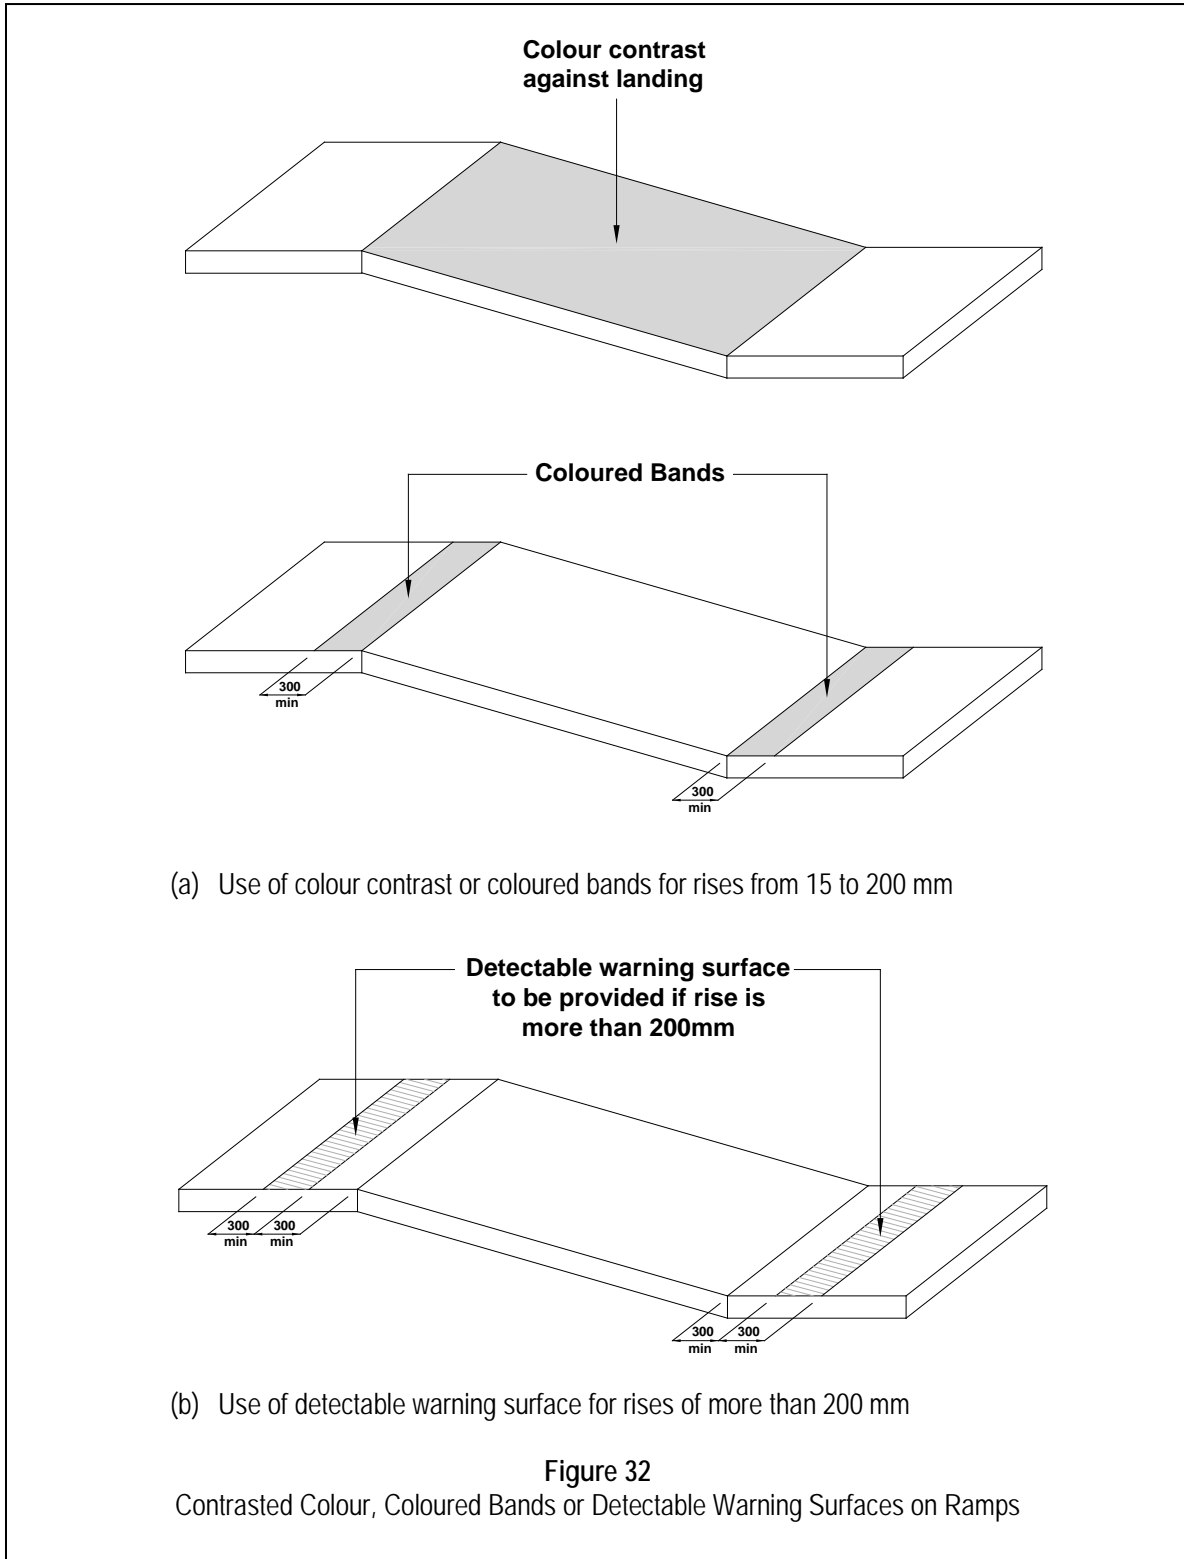 Colour contrast
against landing
Coloured Bands
300
min
300
min
(a) Use of colour contrast or coloured bands for rises from 15 to 200 mm
Detectable warning surface
to be provided if rise is
more than 200mm
300 300
min min
300 300
min min
(b) Use of detectable warning surface for rises of more than 200 mm
Figure 32
Contrasted Colour, Coloured Bands or Detectable Warning Surfaces on Ramps